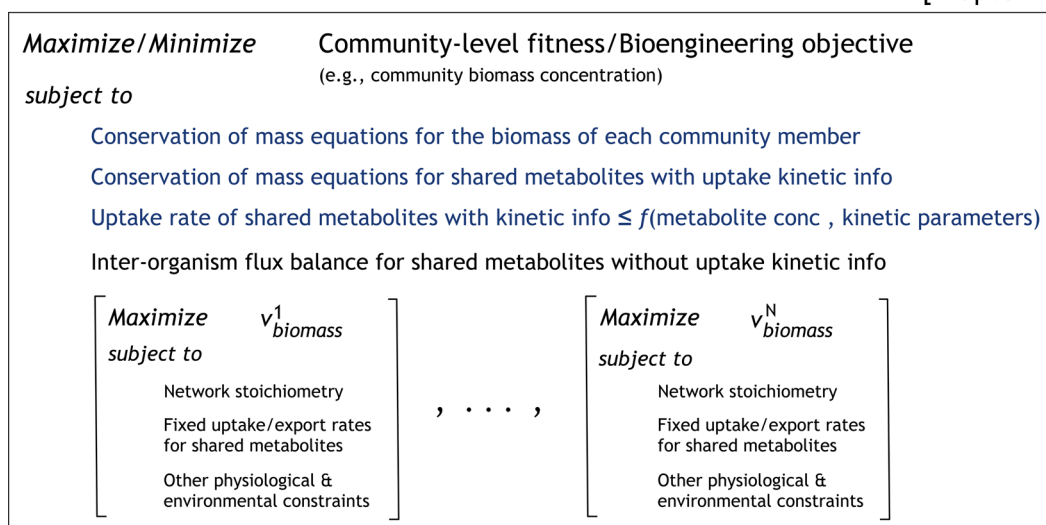 Maximize/Minimize Community-level fitness/Bioengineering objective
(e.g., community biomass concentration)
subject to
Conservation of mass equations for the biomass of each community member
Conservation of mass equations for shared metabolites with uptake kinetic info
Uptake rate of shared metabolites with kinetic info ≤ f(metabolite conc , kinetic parameters)
Inter-organism flux balance for shared metabolites without uptake kinetic info
Maximize v^1_biomass
subject to
Network stoichiometry
Fixed uptake/export rates
for shared metabolites
Other physiological &
environmental constraints
, . . . ,
Maximize v^N_biomass
subject to
Network stoichiometry
Fixed uptake/export rates
for shared metabolites
Other physiological &
environmental constraints